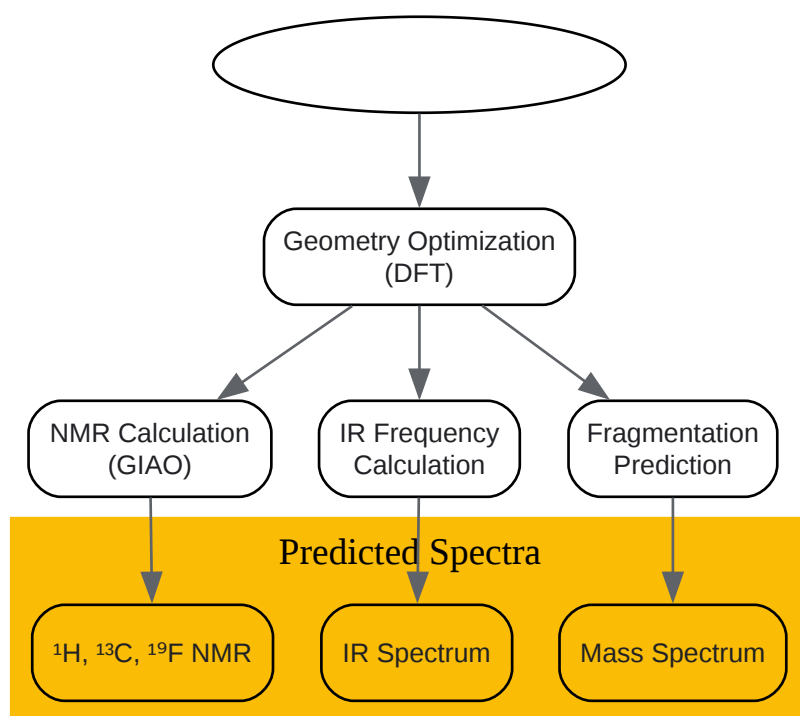 Geometry Optimization
(DFT)
NMR Calculation
(GIAO)
IR Frequency
Calculation
Fragmentation
Prediction
Predicted Spectra
¹H, ¹³C, ¹⁹F NMR
IR Spectrum
Mass Spectrum